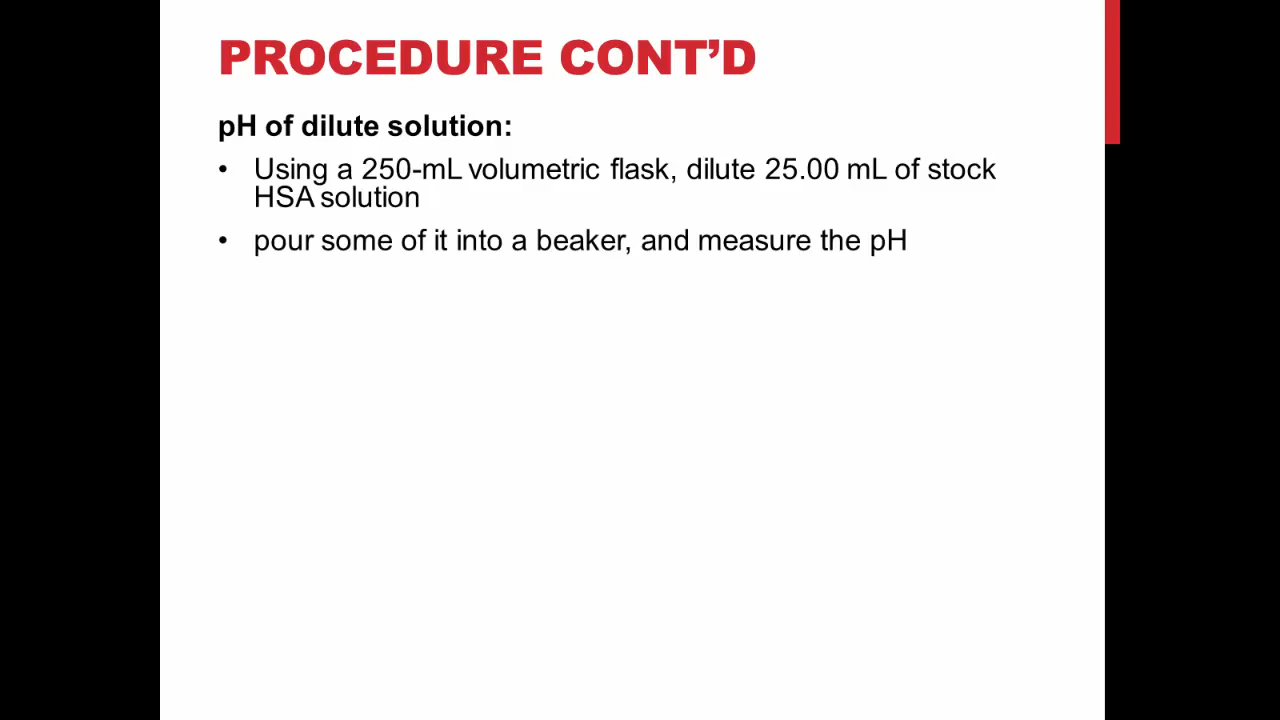 PROCEDURE CONT’D
pH of dilute solution:
• Using a 250-mL volumetric flask, dilute 25.00 mL of stock
HSA solution
• pour some of it into a beaker, and measure the pH